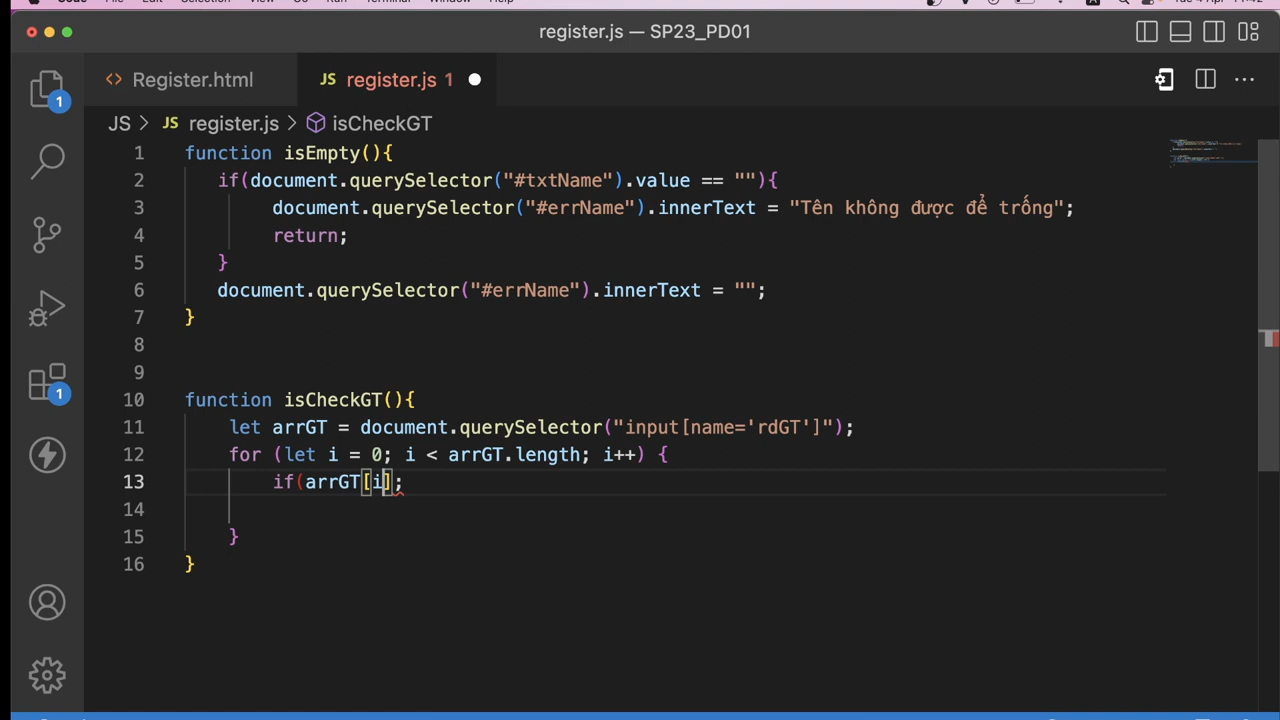 register.js — SP23_PD01
<> Register.html JS register.js 1
JS > JS register.js > isCheckGT
1 function isEmpty(){
2 if(document.querySelector("#txtName").value == ""){
3 document.querySelector("#errName").innerText = "Tên không được để trống";
4 return;
5 }
6 document.querySelector("#errName").innerText = "";
7 }
8
9
10 function isCheckGT(){
11 let arrGT = document.querySelector("input[name='rdGT']");
12 for (let i = 0; i < arrGT.length; i++) {
13 if(arrGT[i];
14
15 }
16 }
1
1